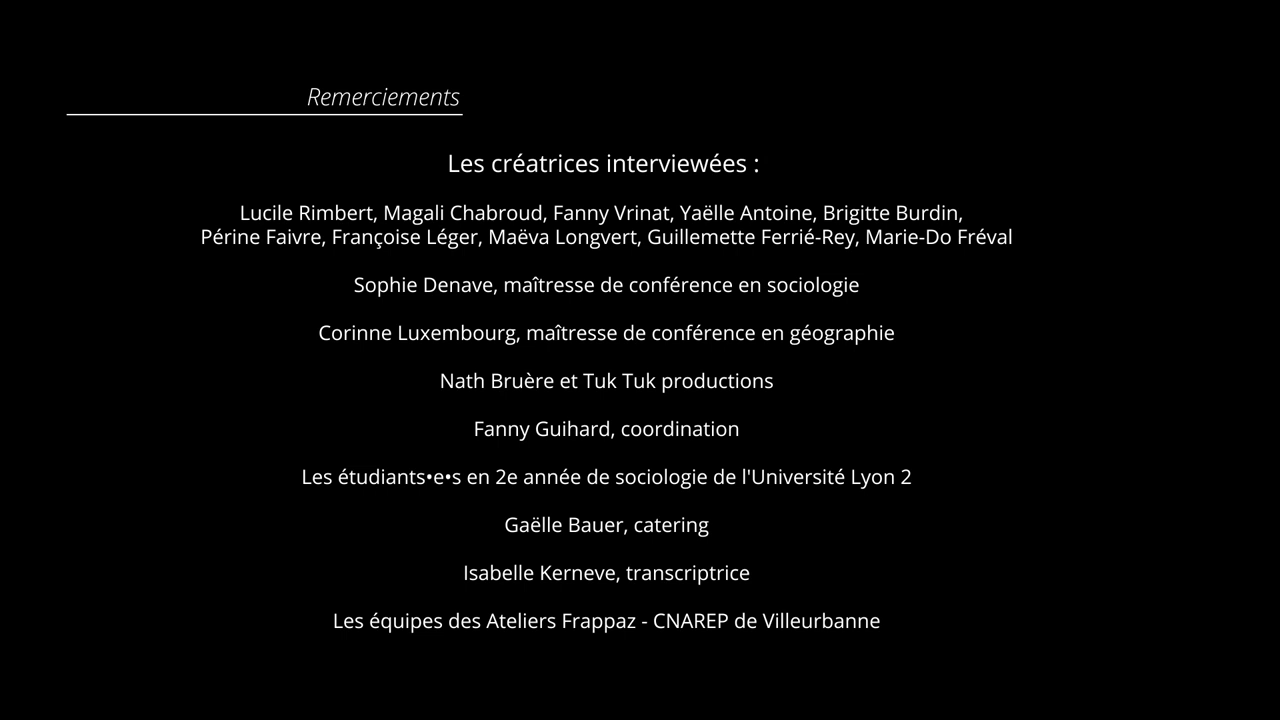 Remerciements
Les créatrices interviewées :
Lucile Rimbert, Magali Chabroud, Fanny Vrinat, Yaëlle Antoine, Brigitte Burdin,
Périne Faivre, Françoise Léger, Maëva Longvert, Guillemette Ferrié-Rey, Marie-Do Fréval
Sophie Denave, maîtresse de conférence en sociologie
Corinne Luxembourg, maîtresse de conférence en géographie
Nath Bruère et Tuk Tuk productions
Fanny Guihard, coordination
Les étudiants•e•s en 2e année de sociologie de l'Université Lyon 2
Gaëlle Bauer, catering
Isabelle Kerneve, transcriptrice
Les équipes des Ateliers Frappaz - CNAREP de Villeurbanne